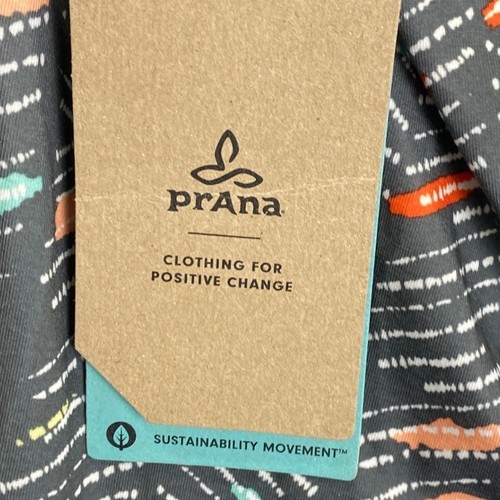 prAna
CLOTHING FOR
POSITIVE CHANGE
SUSTAINABILITY MOVEMENT™